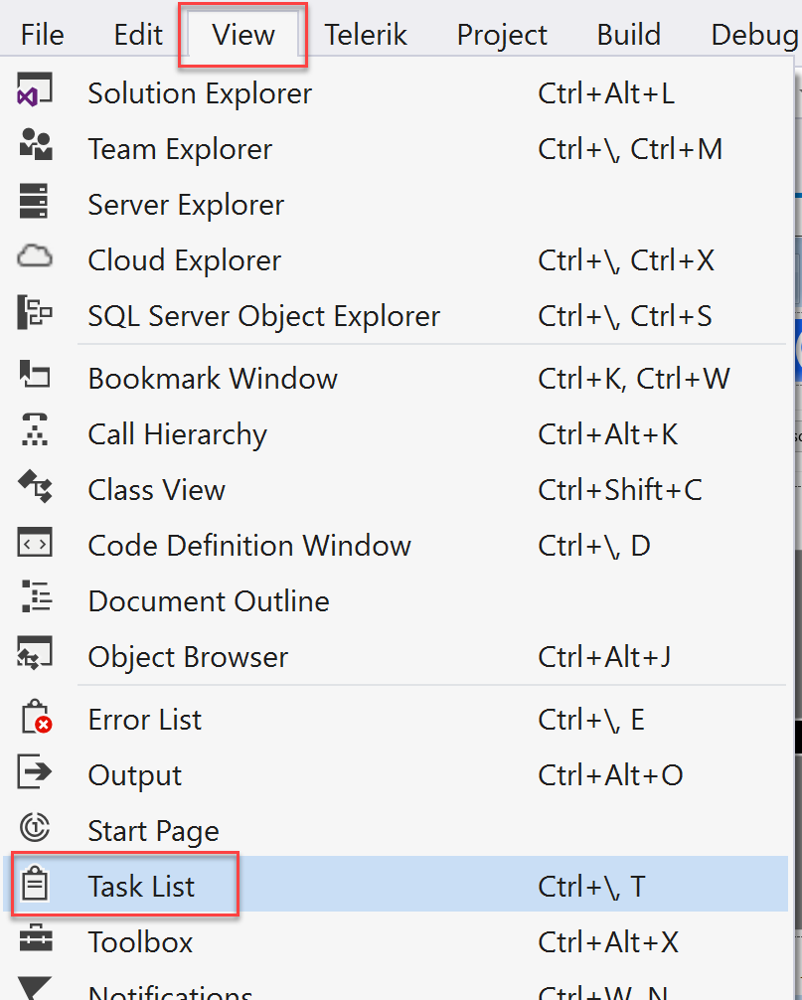 File Edit View Telerik Project Build Debug
Solution Explorer Ctrl+Alt+L
Team Explorer Ctrl+\, Ctrl+M
Server Explorer
Cloud Explorer Ctrl+\, Ctrl+X
SQL Server Object Explorer Ctrl+\, Ctrl+S
Bookmark Window Ctrl+K, Ctrl+W
Call Hierarchy Ctrl+Alt+K
Class View Ctrl+Shift+C
Code Definition Window Ctrl+\, D
Document Outline
Object Browser Ctrl+Alt+J
Error List Ctrl+\, E
Output Ctrl+Alt+O
Start Page
Task List Ctrl+\, T
Toolbox Ctrl+Alt+X
Notifications Ctrl+W, N